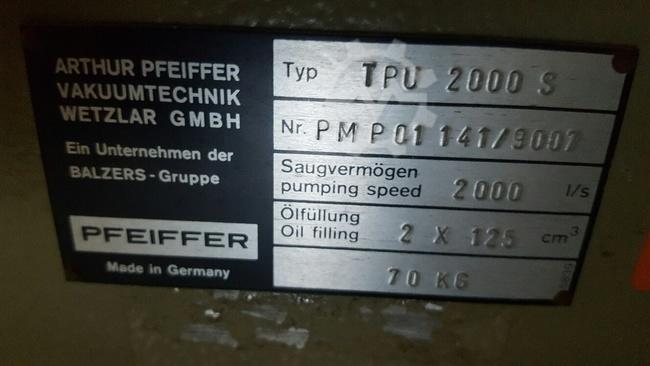 ARTHUR PFEIFFER
VAKUUMTECHNIK
WETZLAR GMBH
Ein Unternehmen der
BALZERS-Gruppe
PFEIFFER
Made in Germany
Typ TPU 2000 S
Nr. PM P01 141/9007
Saugvermögen
pumping speed 2000 l/s
Ölfüllung
Oil filling 2 X 125 cm³
70 KG